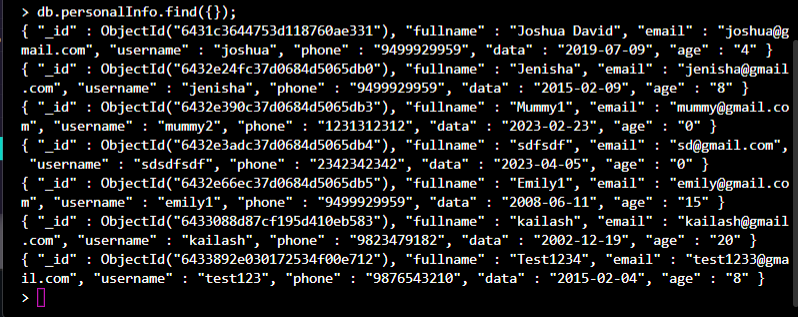 > db.personalInfo.find({});
{ "_id" : ObjectId("6431c3644753d118760ae331"), "fullname" : "Joshua David", "email" : "joshua@g
mail.com", "username" : "joshua", "phone" : "9499929959", "data" : "2019-07-09", "age" : "4" }
{ "_id" : ObjectId("6432e24fc37d0684d5065db0"), "fullname" : "Jenisha", "email" : "jenisha@gmail
.com", "username" : "jenisha", "phone" : "9499929959", "data" : "2015-02-09", "age" : "8" }
{ "_id" : ObjectId("6432e390c37d0684d5065db3"), "fullname" : "Mummy1", "email" : "mummy@gmail.co
m", "username" : "mummy2", "phone" : "1231312312", "data" : "2023-02-23", "age" : "0" }
{ "_id" : ObjectId("6432e3adc37d0684d5065db4"), "fullname" : "sdfsdf", "email" : "sd@gmail.com",
 "username" : "sdsdfsdf", "phone" : "2342342342", "data" : "2023-04-05", "age" : "0" }
{ "_id" : ObjectId("6432e66ec37d0684d5065db5"), "fullname" : "Emily1", "email" : "emily@gmail.co
m", "username" : "emily1", "phone" : "9499929959", "data" : "2008-06-11", "age" : "15" }
{ "_id" : ObjectId("6433088d87cf195d410eb583"), "fullname" : "kailash", "email" : "kailash@gmail
.com", "username" : "kailash", "phone" : "9823479182", "data" : "2002-12-19", "age" : "20" }
{ "_id" : ObjectId("6433892e030172534f00e712"), "fullname" : "Test1234", "email" : "test1233@gma
il.com", "username" : "test123", "phone" : "9876543210", "data" : "2015-02-04", "age" : "8" }
>